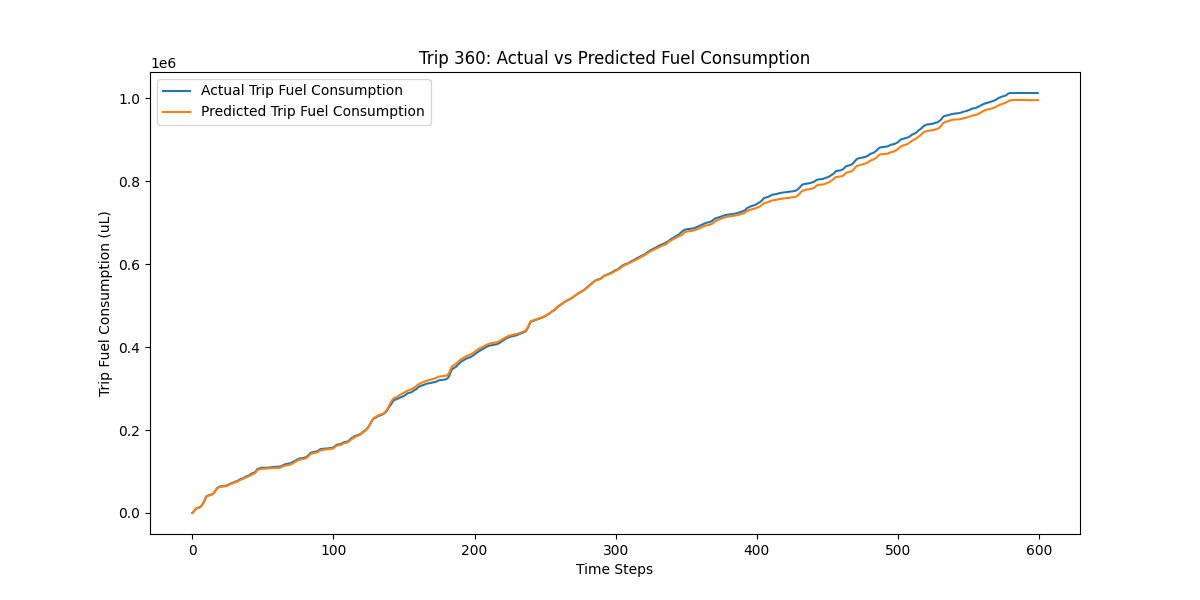 Trip 360: Actual vs Predicted Fuel Consumption
1e6
Actual Trip Fuel Consumption
Predicted Trip Fuel Consumption
1.0
0.8
0.6
0.4
0.2
0.0
Trip Fuel Consumption (uL)
0 100 200 300 400 500 600
Time Steps